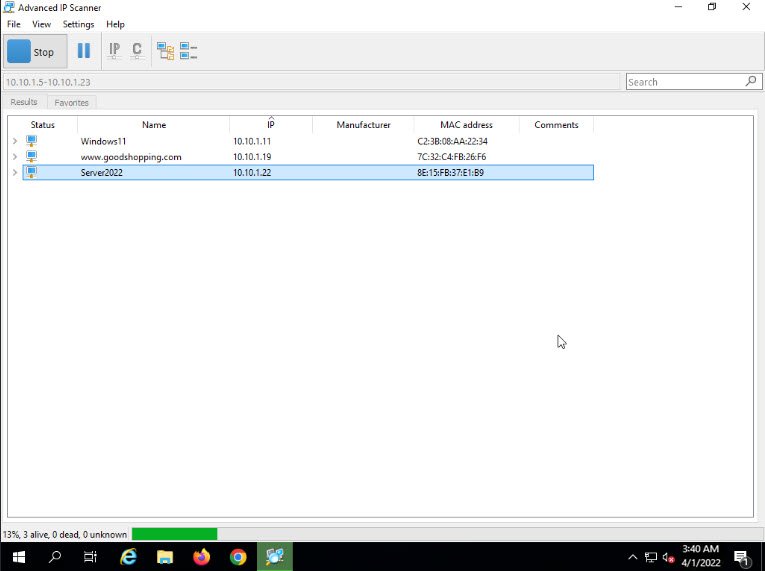 Advanced IP Scanner
File View Settings Help
Stop IP C
10.10.1.5-10.10.1.23 Search
Results Favorites
Status Name IP Manufacturer MAC address Comments
Windows11 10.10.1.11 C2:3B:08:AA:22:34
www.goodshopping.com 10.10.1.19 7C:32:C4:FB:26:F6
Server2022 10.10.1.22 8E:15:FB:37:E1:B9
13%, 3 alive, 0 dead, 0 unknown
3:40 AM
4/1/2022
1